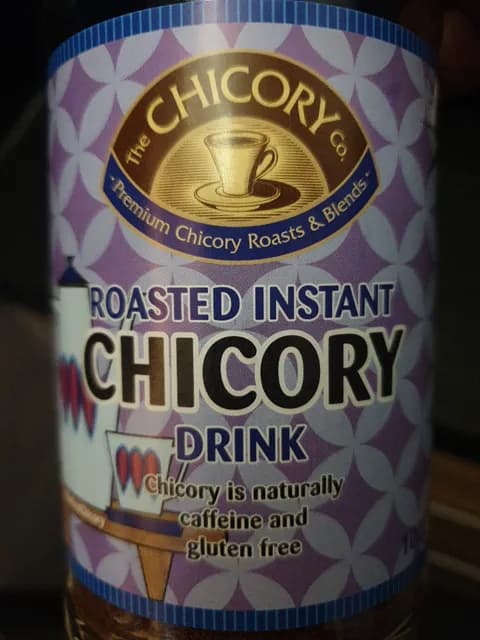 The CHICORY Co.
· Premium Chicory Roasts & Blends ·
ROASTED INSTANT
CHICORY
DRINK
Chicory is naturally
caffeine and
gluten free